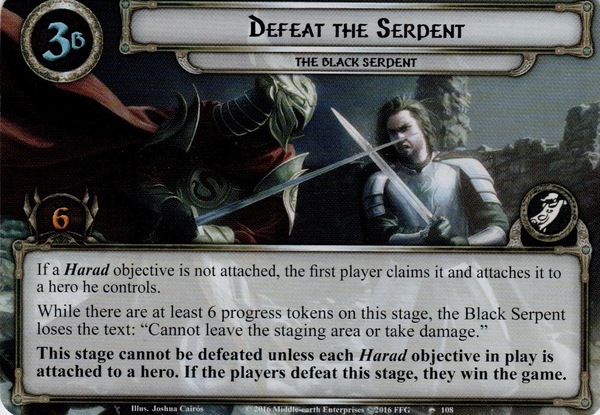 3B
DEFEAT THE SERPENT
THE BLACK SERPENT
6
If a Harad objective is not attached, the first player claims it and attaches it to
a hero he controls.
While there are at least 6 progress tokens on this stage, the Black Serpent
loses the text: “Cannot leave the staging area or take damage.”
This stage cannot be defeated unless each Harad objective in play is
attached to a hero. If the players defeat this stage, they win the game.
Illus. Joshua Cairós © 2016 Middle-earth Enterprises © 2016 FFG 108